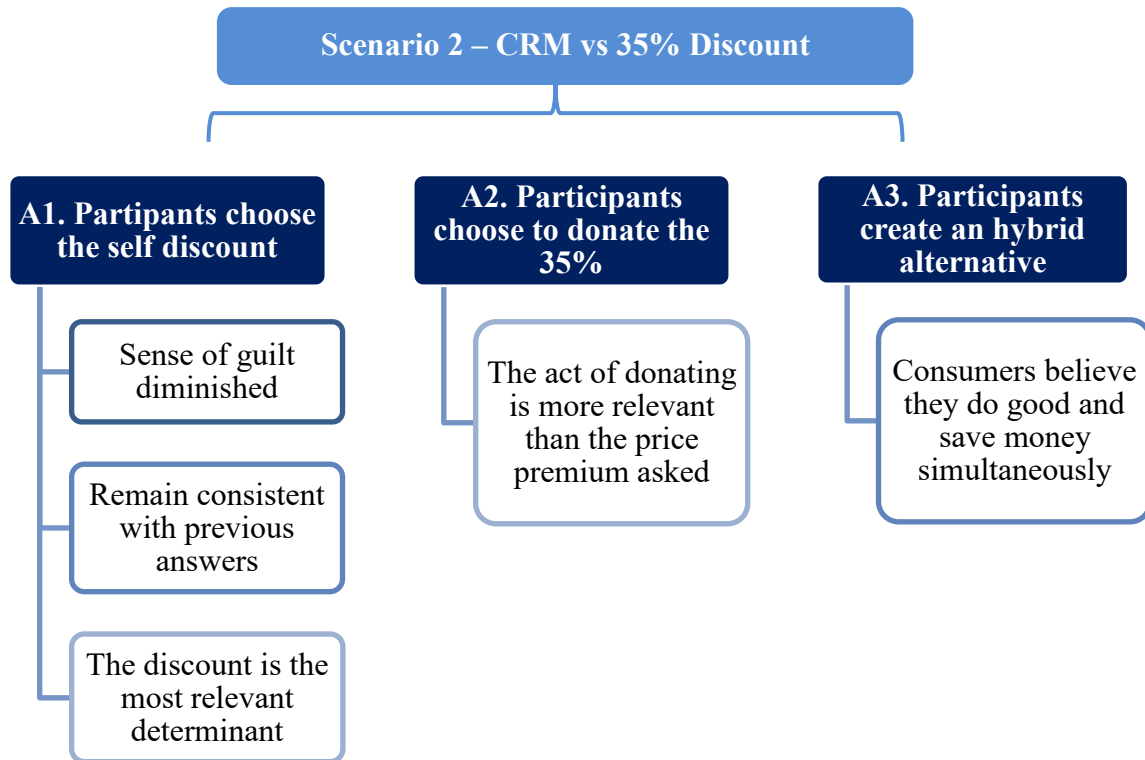 Scenario 2 – CRM vs 35% Discount
A1. Partipants choose
the self discount
Sense of guilt
diminished
Remain consistent
with previous
answers
The discount is the
most relevant
determinant
A2. Participants
choose to donate the
35%
The act of donating
is more relevant
than the price
premium asked
A3. Participants
create an hybrid
alternative
Consumers believe
they do good and
save money
simultaneously